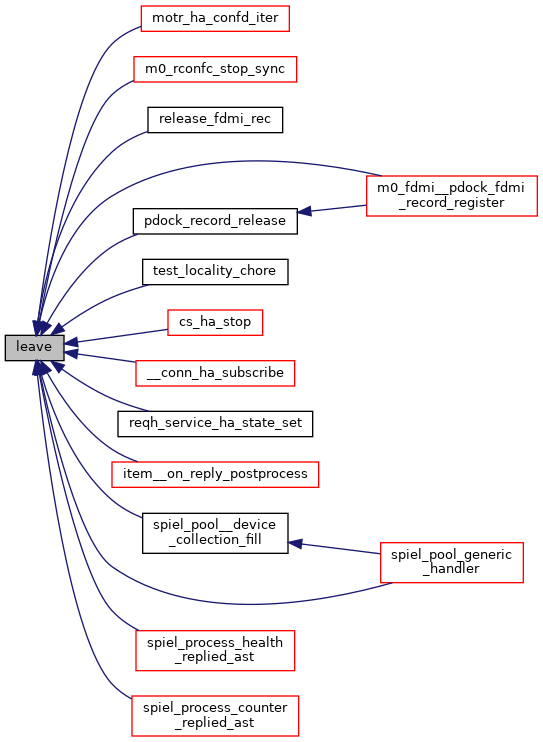 motr_ha_confd_iter
m0_rconfc_stop_sync
release_fdmi_rec
m0_fdmi__pdock_fdmi
_record_register
pdock_record_release
test_locality_chore
cs_ha_stop
leave
__conn_ha_subscribe
reqh_service_ha_state_set
item__on_reply_postprocess
spiel_pool__device
_collection_fill
spiel_pool_generic
_handler
spiel_process_health
_replied_ast
spiel_process_counter
_replied_ast